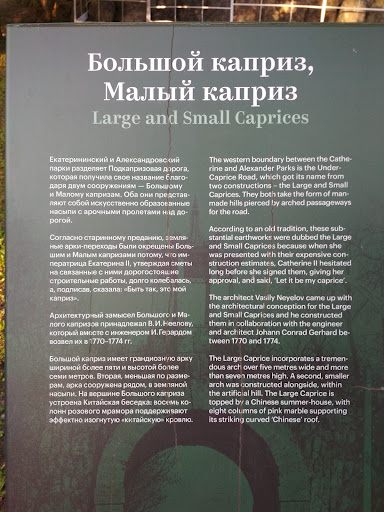 Большой каприз,
Малый каприз
Large and Small Caprices
Екатерининский и Александровский
парки разделяет Подкапризовая дорога,
которая получила свое название благо-
даря двум сооружениям — Большому
и Малому капризам. Оба они представ-
ляют собой искусственно образованные
насыпи с арочными пролетами над до-
рогой.
Согласно старинному преданию, земля-
ные арки-переходы были окрещены Боль-
шим и Малым капризами потому, что им-
ператрица Екатерина II, утверждая сметы
на связанные с ними дорогостоящие
строительные работы, долго колебалась,
а, подписав, сказала: «Быть так, это мой
каприз».
Архитектурный замысел Большого и Ма-
лого капризов принадлежал В.И. Неелову,
который вместе с инженером И. Герардом
возвел их в 1770–1774 гг.
Большой каприз имеет грандиозную арку
шириной более пяти и высотой более
семи метров. Вторая, меньшая по разме-
рам, арка сооружена рядом, в земляной
насыпи. На вершине Большого каприза
устроена Китайская беседка: восемь ко-
лонн розового мрамора поддерживают
эффектно изогнутую «китайскую» кровлю.
The western boundary between the Cathe-
rine and Alexander Parks is the Under-
Caprice Road, which got its name from
two constructions – the Large and Small
Caprices. They both take the form of man-
made hills pierced by arched passageways
for the road.
According to an old tradition, these sub-
stantial earthworks were dubbed the Large
and Small Caprices because when she
was presented with their expensive con-
struction estimates, Catherine II hesitated
long before she signed them, giving her
approval, and said, 'Let it be my caprice'.
The architect Vasily Neyelov came up with
the architectural conception for the Large
and Small Caprices and he constructed
them in collaboration with the engineer
and architect Johann Conrad Gerhard be-
tween 1770 and 1774.
The Large Caprice incorporates a tremen-
dous arch over five metres wide and more
than seven metres high. A second, smaller
arch was constructed alongside, within
the artificial hill. The Large Caprice is
topped by a Chinese summer-house, with
eight columns of pink marble supporting
its striking curved 'Chinese' roof.